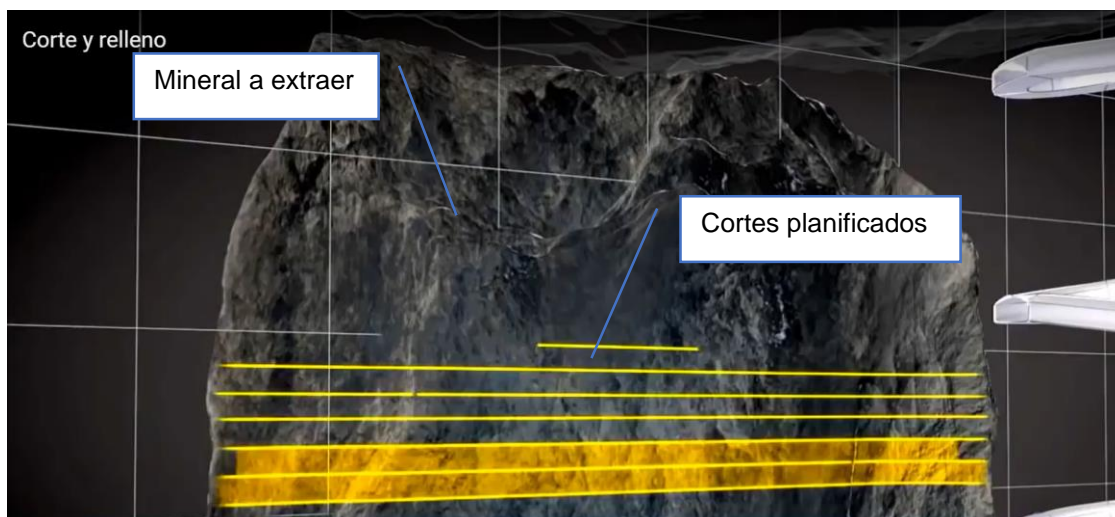 Corte y relleno
Mineral a extraer
Cortes planificados